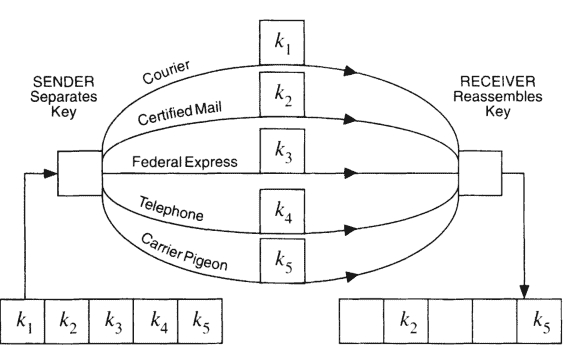 k1
Courier
SENDER
Separates
Key
RECEIVER
Reassembles
Key
k2
Certified Mail
k3
Federal Express
k4
Telephone
k5
Carrier Pigeon
k1 k2 k3 k4 k5
k2 k5